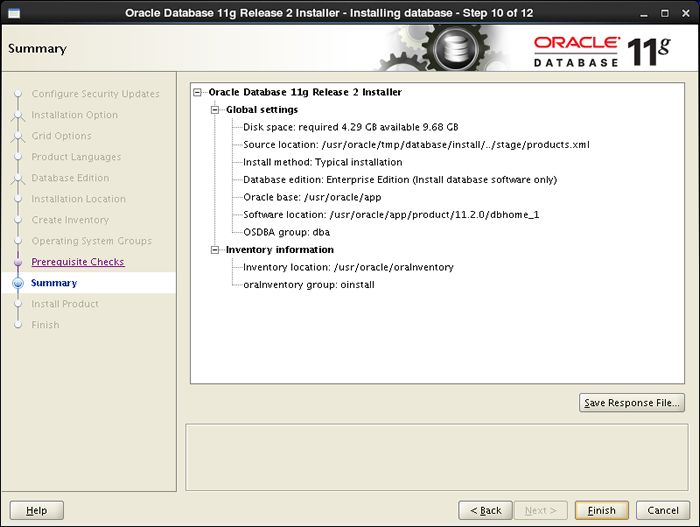 Oracle Database 11g Release 2 Installer - Installing database - Step 10 of 12
Summary
ORACLE
DATABASE
11g
Configure Security Updates
Installation Option
Grid Options
Product Languages
Database Edition
Installation Location
Create Inventory
Operating System Groups
Prerequisite Checks
Summary
Install Product
Finish
Oracle Database 11g Release 2 Installer
Global settings
Disk space: required 4.29 GB available 9.68 GB
Source location: /usr/oracle/tmp/database/install/../stage/products.xml
Install method: Typical installation
Database edition: Enterprise Edition (Install database software only)
Oracle base: /usr/oracle/app
Software location: /usr/oracle/app/product/11.2.0/dbhome_1
OSDBA group: dba
Inventory information
Inventory location: /usr/oracle/oraInventory
oraInventory group: oinstall
Save Response File...
Help
< Back
Next >
Finish
Cancel